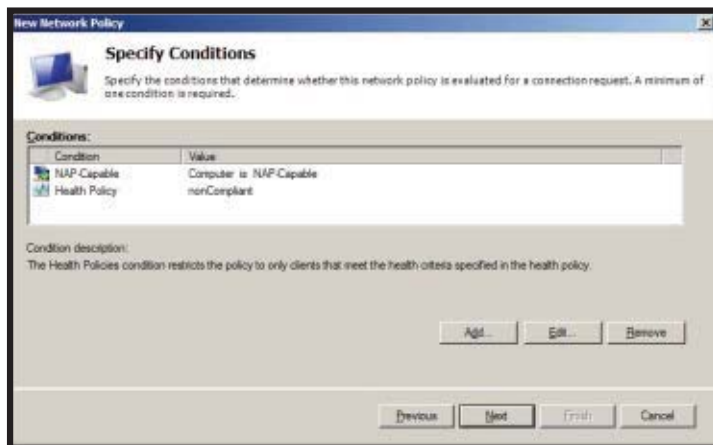 New Network Policy
Specify Conditions
Specify the conditions that determine whether this network policy is evaluated for a connection request. A minimum of
one condition is required.
Conditions:
Condition Value
NAP-Capable Computer is NAP-Capable
Health Policy nonCompliant
Condition description:
The Health Policies condition restricts the policy to only clients that meet the health criteria specified in the health policy.
Add... Edit... Remove
Previous Next Finish Cancel